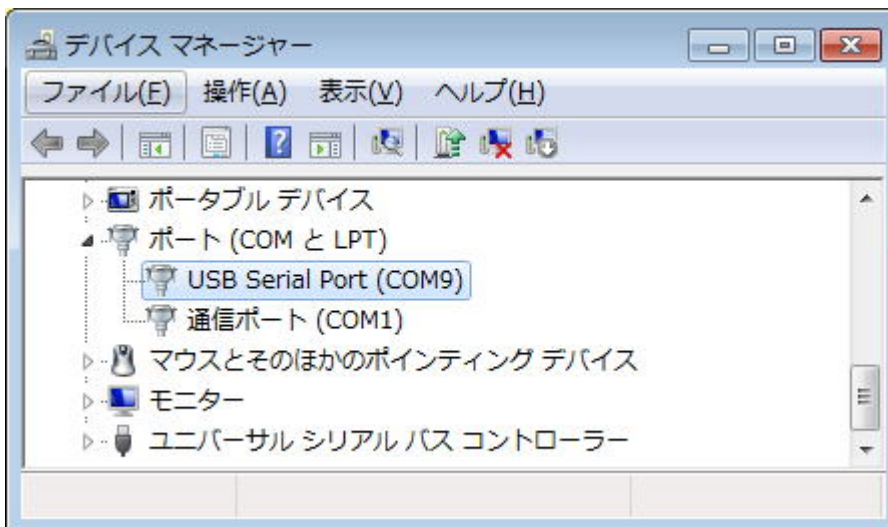 デバイス マネージャー
ファイル(F) 操作(A) 表示(V) ヘルプ(H)
ポータブル デバイス
ポート (COM と LPT)
USB Serial Port (COM9)
通信ポート (COM1)
マウスとそのほかのポインティング デバイス
モニター
ユニバーサル シリアル バス コントローラー